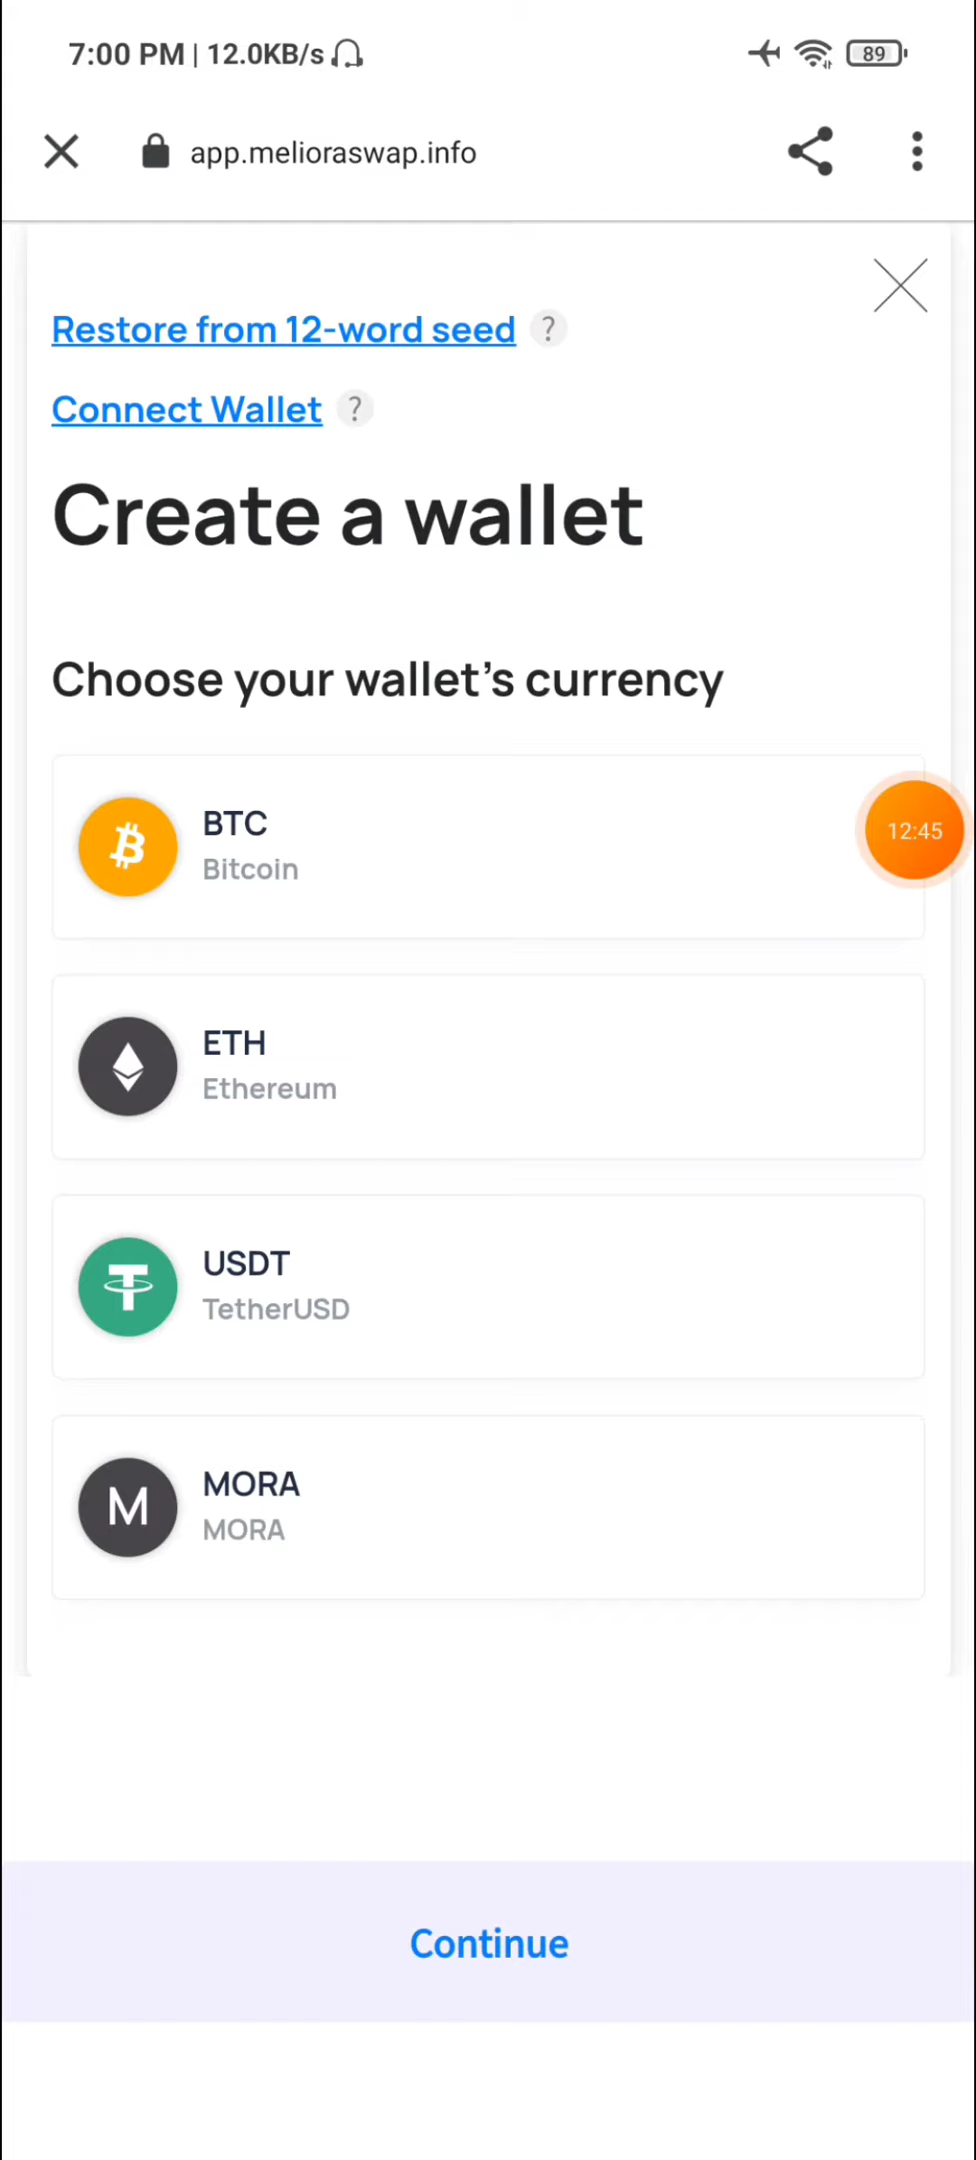 7:00 PM | 12.0KB/s
89
app.melioraswap.info
Restore from 12-word seed ?
Connect Wallet ?
Create a wallet
Choose your wallet's currency
BTC
Bitcoin
12:45
ETH
Ethereum
USDT
TetherUSD
M
MORA
MORA
Continue